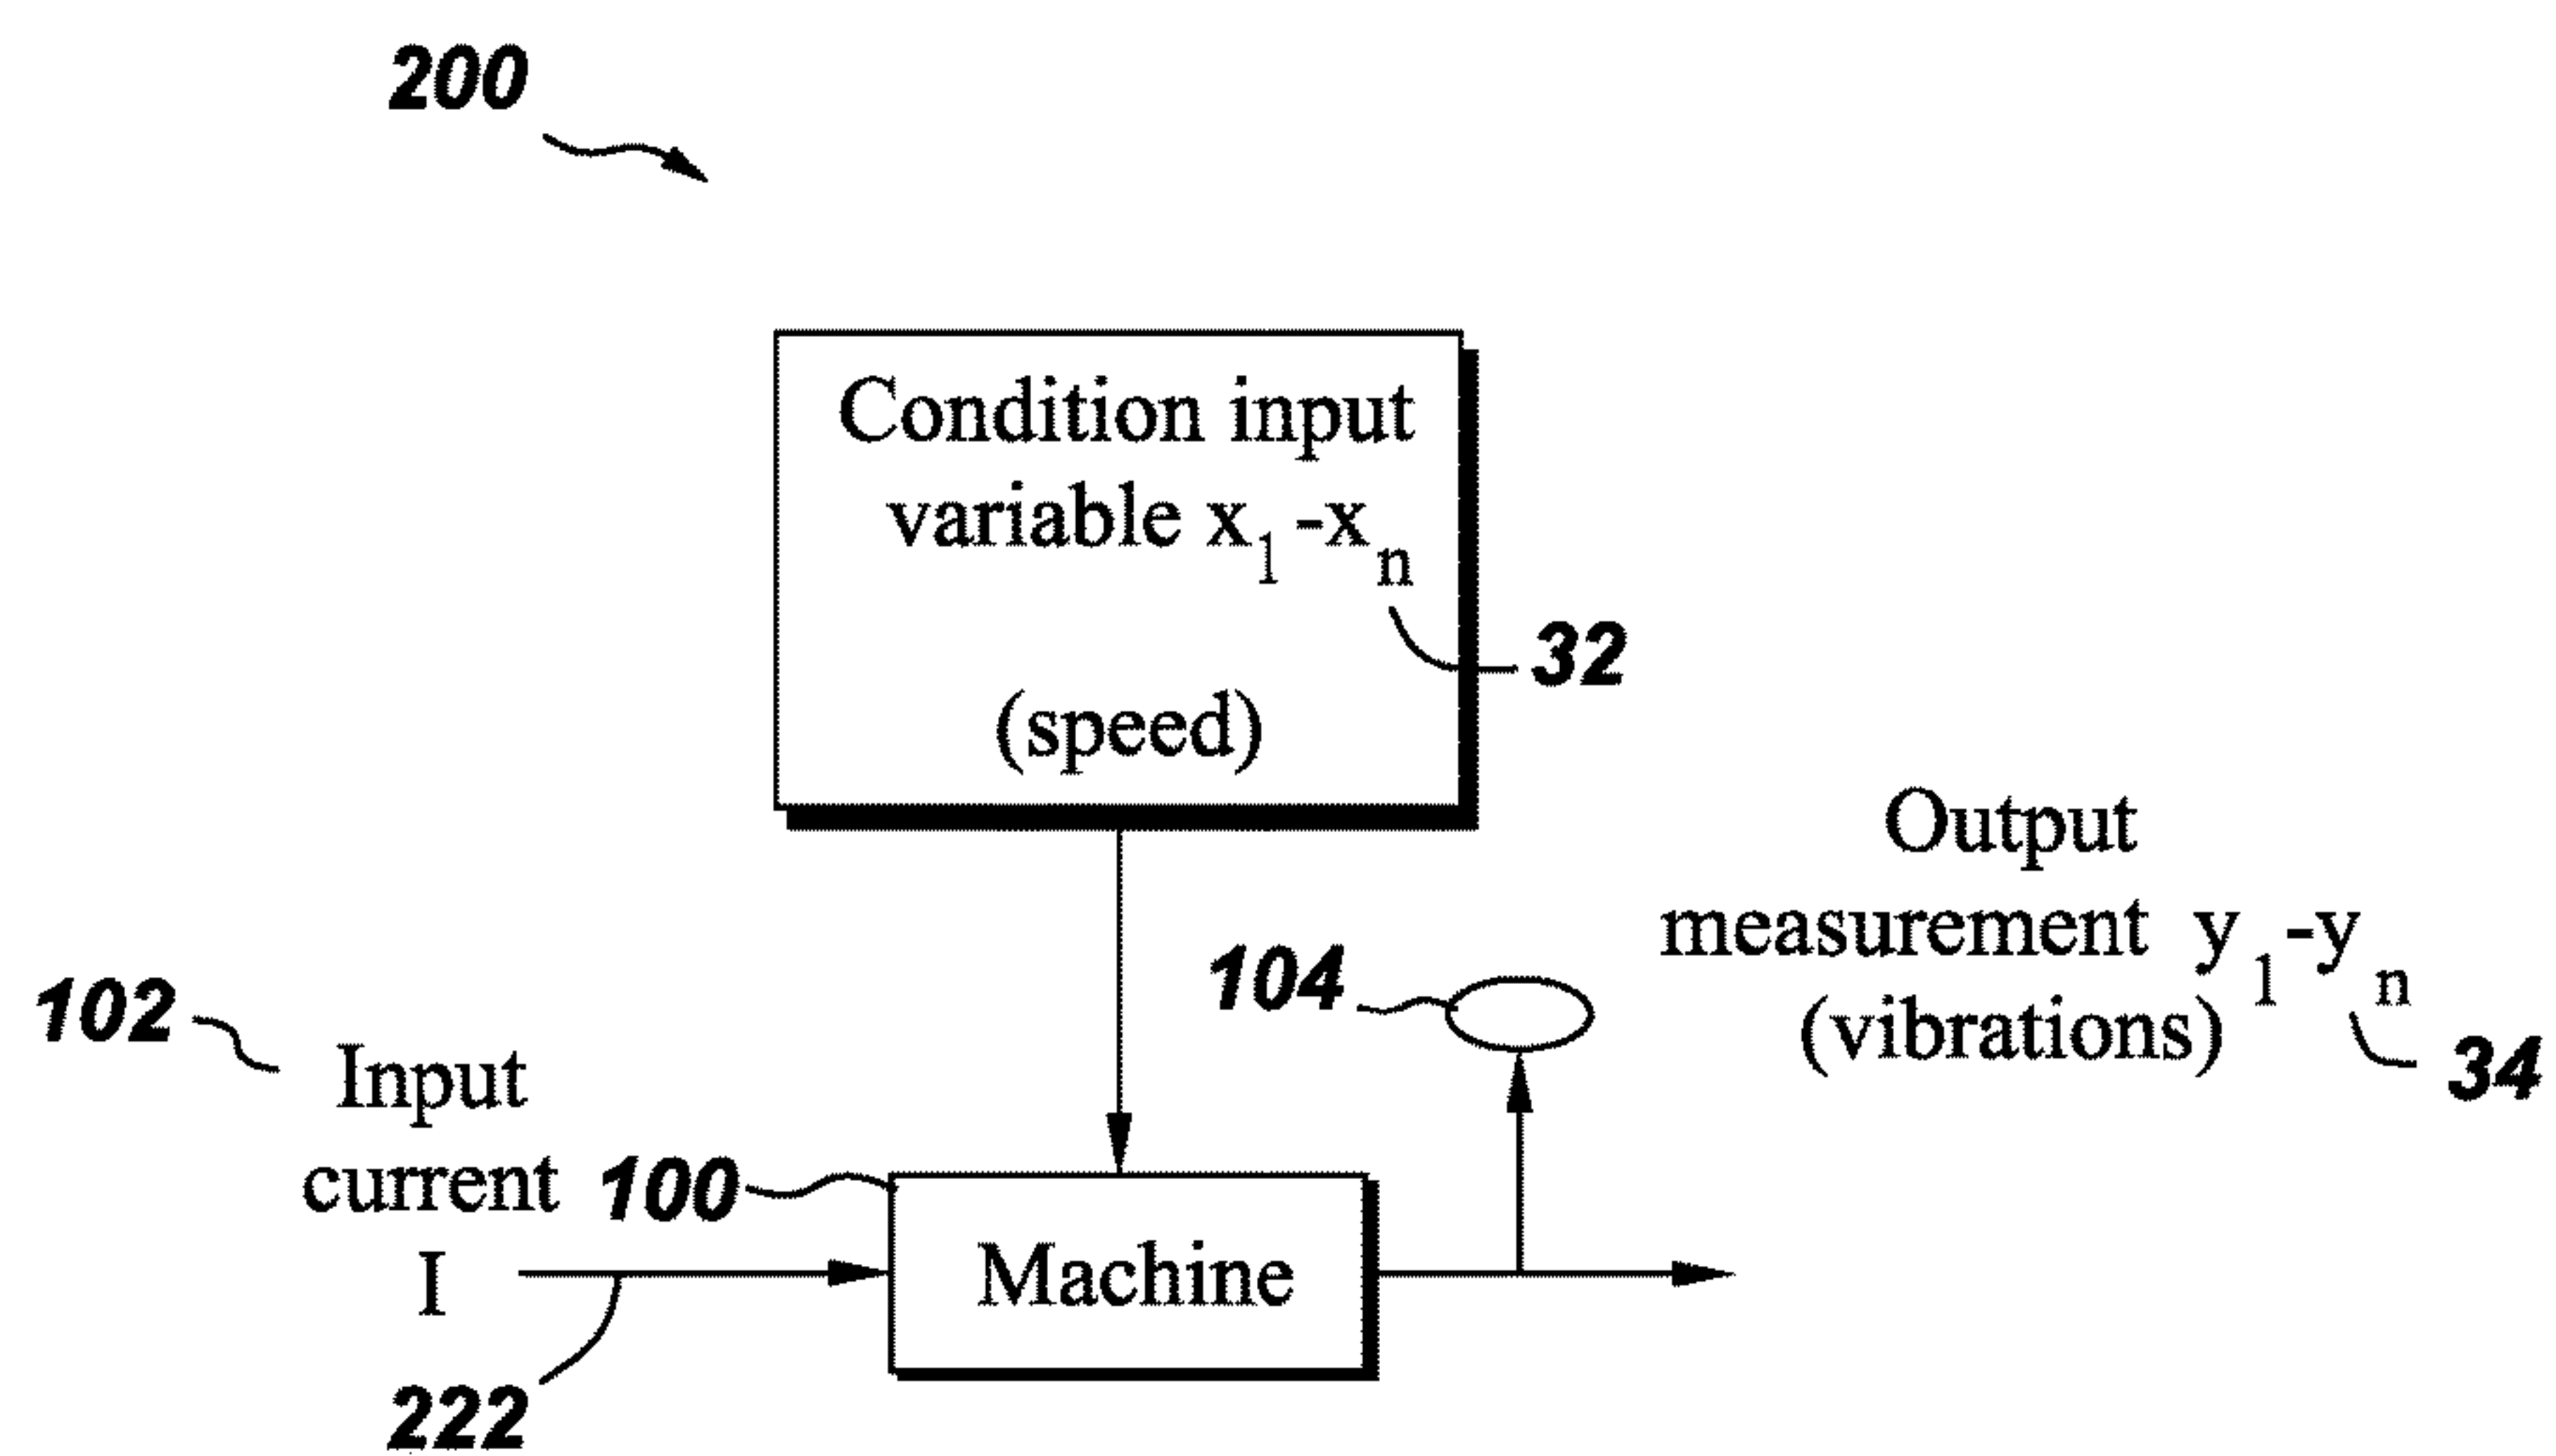 200
Condition input
variable x₁-xₙ
32
(speed)
Output
measurement y₁-yₙ
(vibrations)
34
104
102
Input
current
I
100
Machine
222